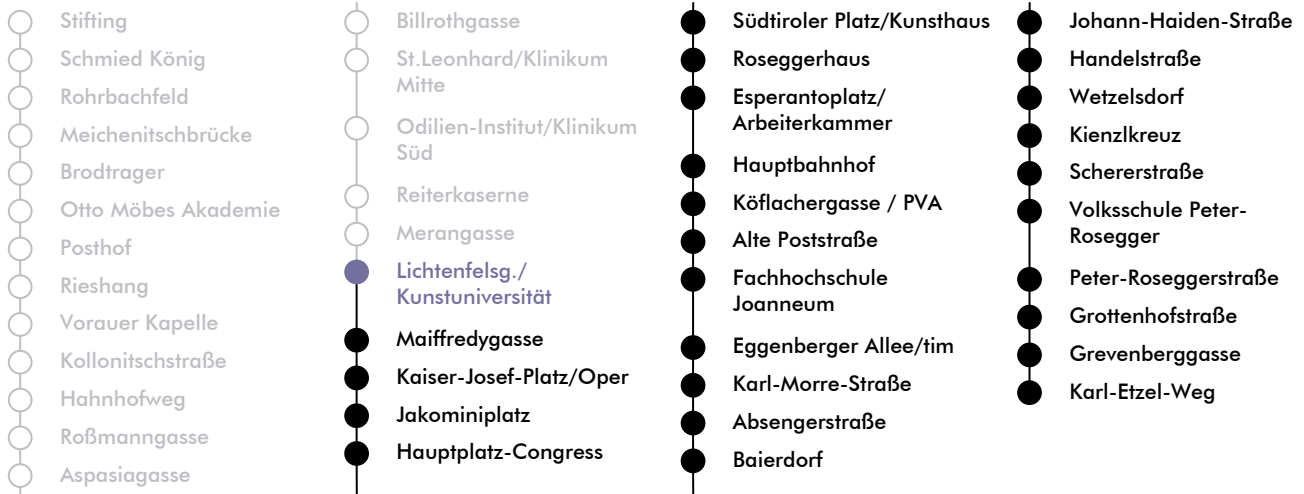 Stifting
Schmied König
Rohrbachfeld
Meichenitschbrücke
Brodtrager
Otto Möbes Akademie
Posthof
Rieshang
Vorauer Kapelle
Kollonitschstraße
Hahnhofweg
Roßmanngasse
Aspasiagasse
Billrothgasse
St.Leonhard/Klinikum
Mitte
Odilien-Institut/Klinikum
Süd
Reiterkaserne
Merangasse
Lichtenfelsg./
Kunstuniversität
Maiffredygasse
Kaiser-Josef-Platz/Oper
Jakominiplatz
Hauptplatz-Congress
Südtiroler Platz/Kunsthaus
Roseggerhaus
Esperantoplatz/
Arbeiterkammer
Hauptbahnhof
Köflachergasse / PVA
Alte Poststraße
Fachhochschule
Joanneum
Eggenberger Allee/tim
Karl-Morre-Straße
Absengerstraße
Baierdorf
Johann-Haiden-Straße
Handelstraße
Wetzelsdorf
Kienzlkreuz
Schererstraße
Volksschule Peter-
Rosegger
Peter-Roseggerstraße
Grottenhofstraße
Grevenberggasse
Karl-Etzel-Weg